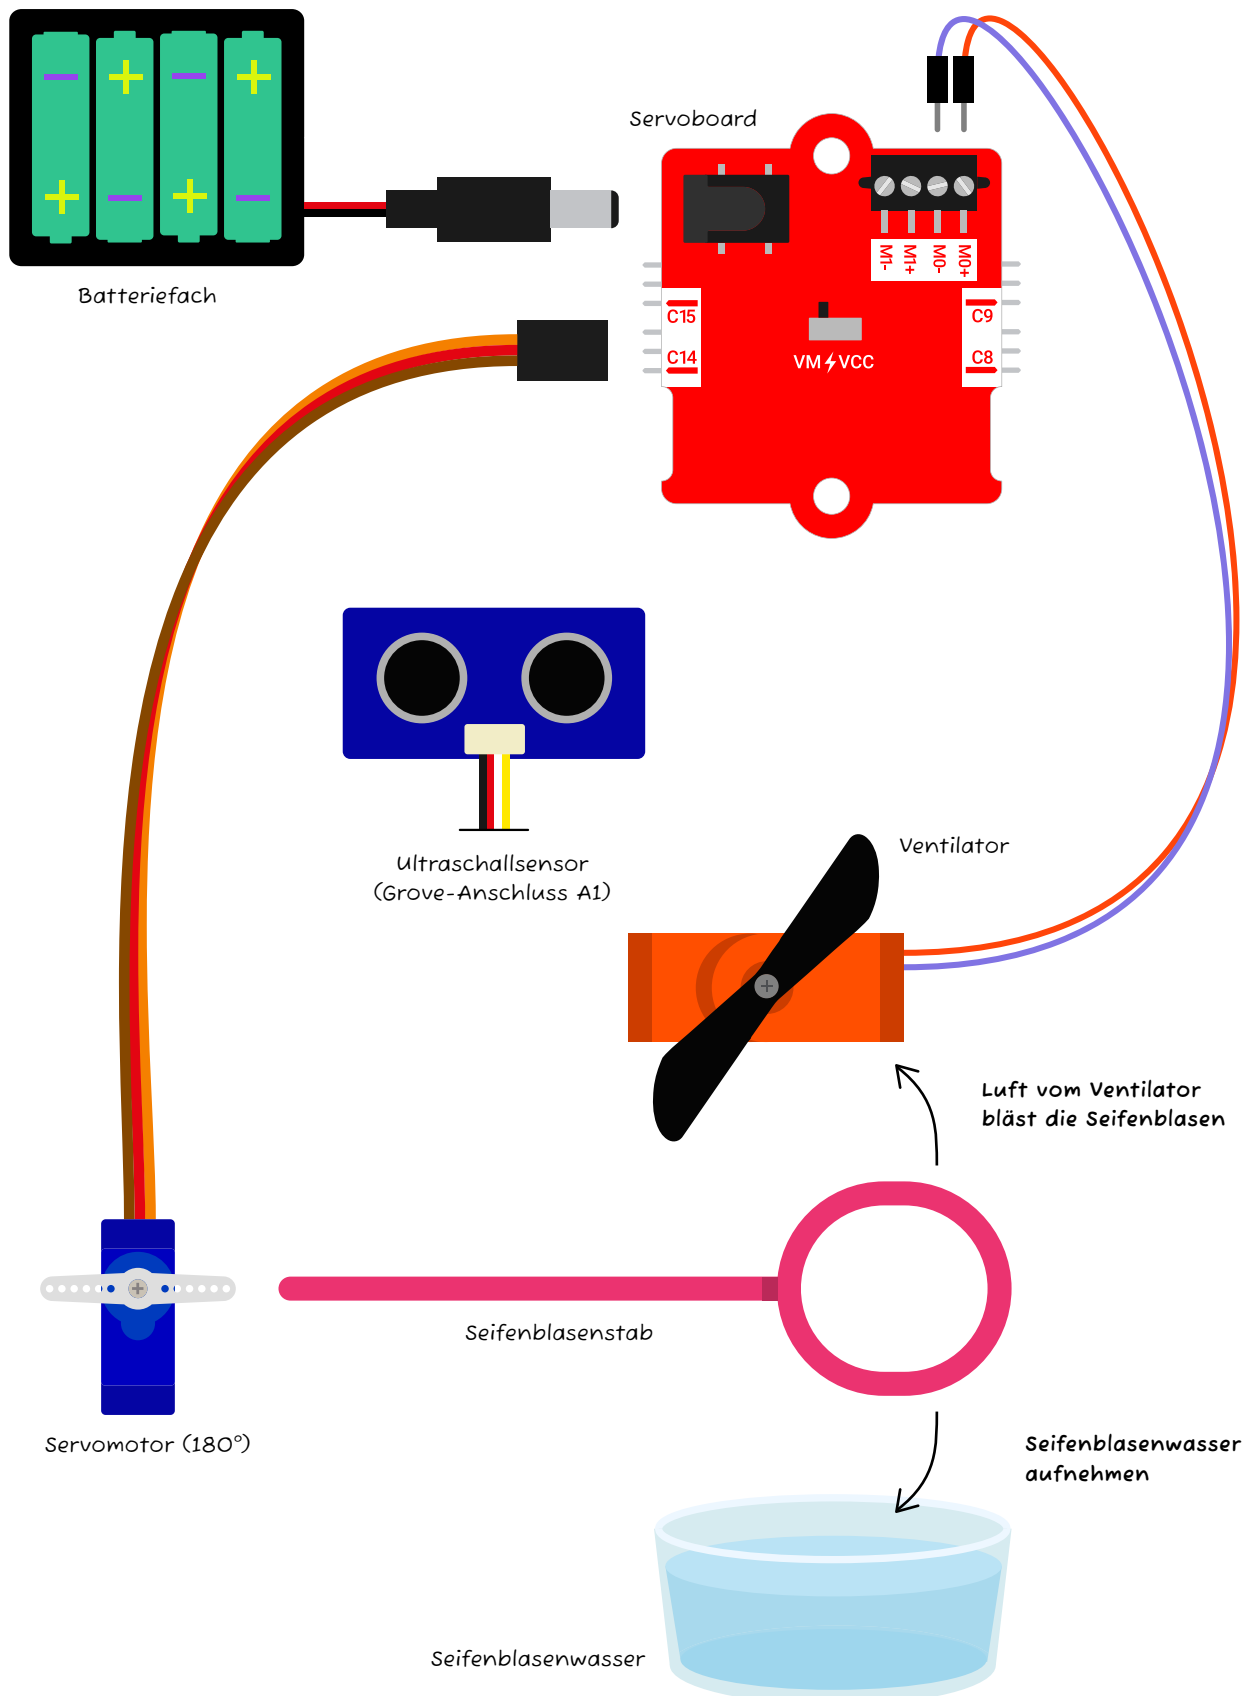 Servoboard
M1-
M1+
M0-
M0+
Batteriefach
C15
C14
C9
C8
VM VCC
Ultraschallsensor
(Grove-Anschluss A1)
Ventilator
Luft vom Ventilator
bläst die Seifenblasen
Seifenblasenstab
Servomotor (180°)
Seifenblasenwasser
aufnehmen
Seifenblasenwasser